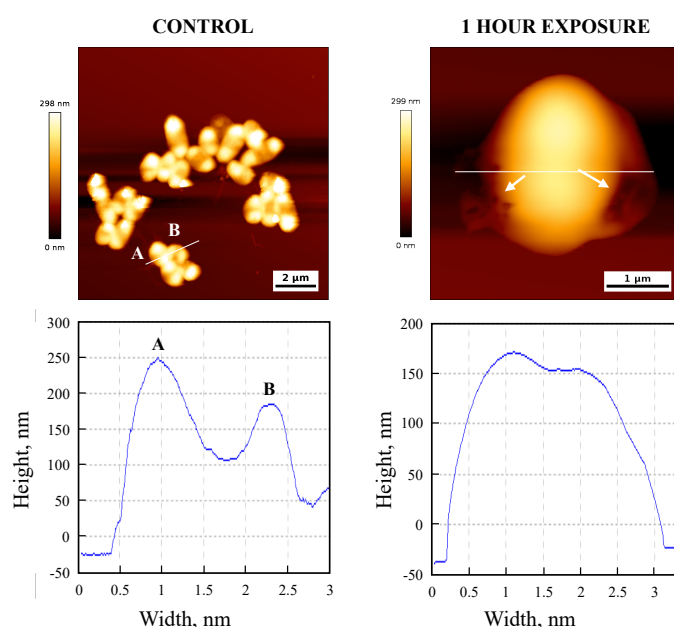 CONTROL
1 HOUR EXPOSURE
298 nm
0 nm
B
A
2 µm
299 nm
0 nm
1 µm
300
250
200
150
100
50
0
-50
Height, nm
A
B
0 0.5 1 1.5 2 2.5 3
Width, nm
200
150
100
50
0
-50
Height, nm
0 0.5 1 1.5 2 2.5 3
Width, nm